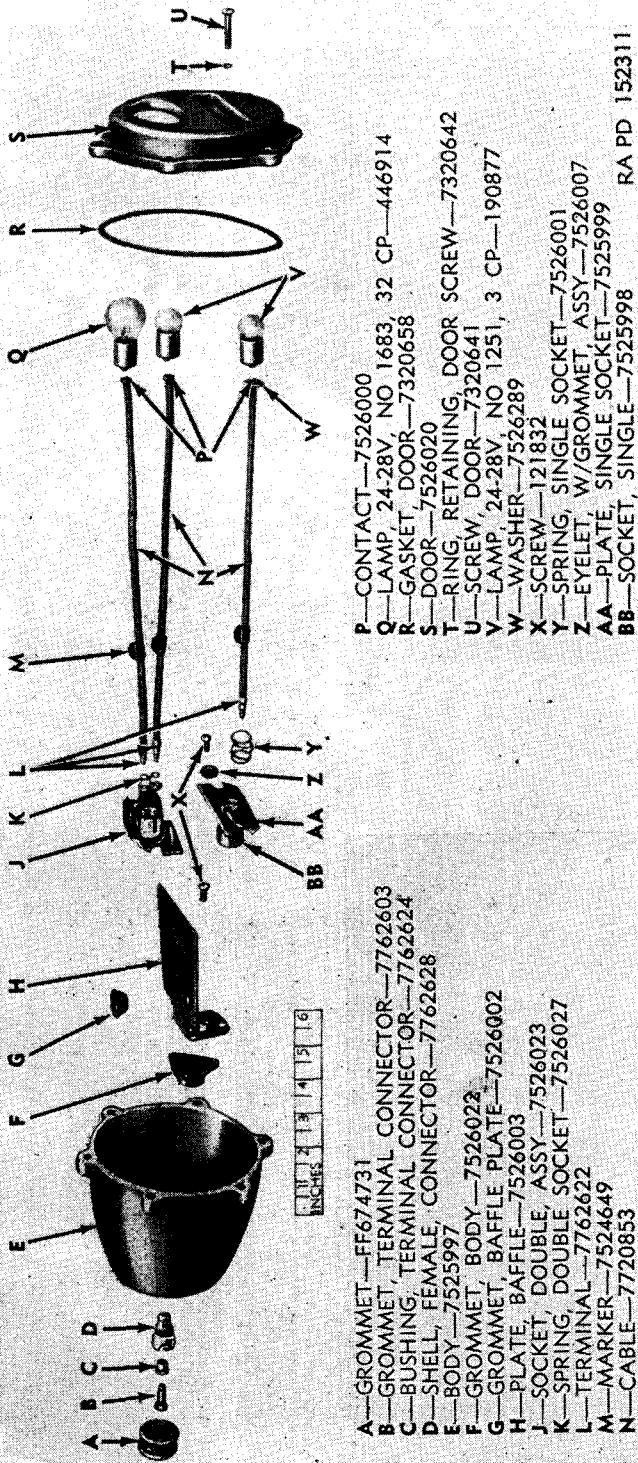 A B C D E F G H J K L M Q R S T U
N P V W X Y Z AA BB
1 2 3 4 5 6
INCHES
A—GROMMET—FF674731
B—GROMMET, TERMINAL CONNECTOR—7762603
C—BUSHING, TERMINAL CONNECTOR—7762624
D—SHELL, FEMALE, CONNECTOR—7762628
E—BODY—7525997
F—GROMMET, BODY—7526022
G—GROMMET, BAFFLE PLATE—7526002
H—PLATE, BAFFLE—7526003
J—SOCKET, DOUBLE, ASSY—7526023
K—SPRING, DOUBLE SOCKET—7526027
L—TERMINAL—7762622
M—MARKER—7524649
N—CABLE—7720853
P—CONTACT—7526000
Q—LAMP, 24-28V, NO 1683, 32 CP—446914
R—GASKET, DOOR—7320658
S—DOOR—7526020
T—RING, RETAINING, DOOR SCREW—7320642
U—SCREW, DOOR—7320641
V—LAMP, 24-28V, NO 1251, 3 CP—190877
W—WASHER—7526289
X—SCREW—121832
Y—SPRING, SINGLE SOCKET—7526001
Z—EYELET, W/GROMMET, ASSY—7526007
AA—PLATE, SINGLE SOCKET—7525999
BB—SOCKET, SINGLE—7525998
RA PD 152311